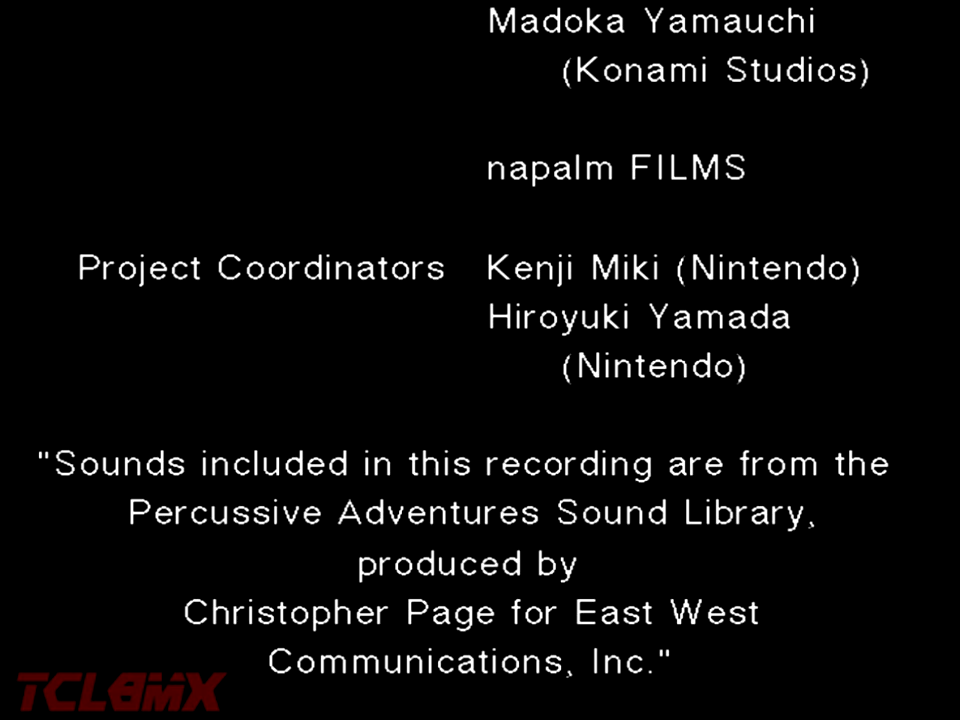 Madoka Yamauchi
(Konami Studios)
napalm FILMS
Project Coordinators Kenji Miki (Nintendo)
Hiroyuki Yamada
(Nintendo)
"Sounds included in this recording are from the
Percussive Adventures Sound Library,
produced by
Christopher Page for East West
Communications, Inc."
TCL8MX